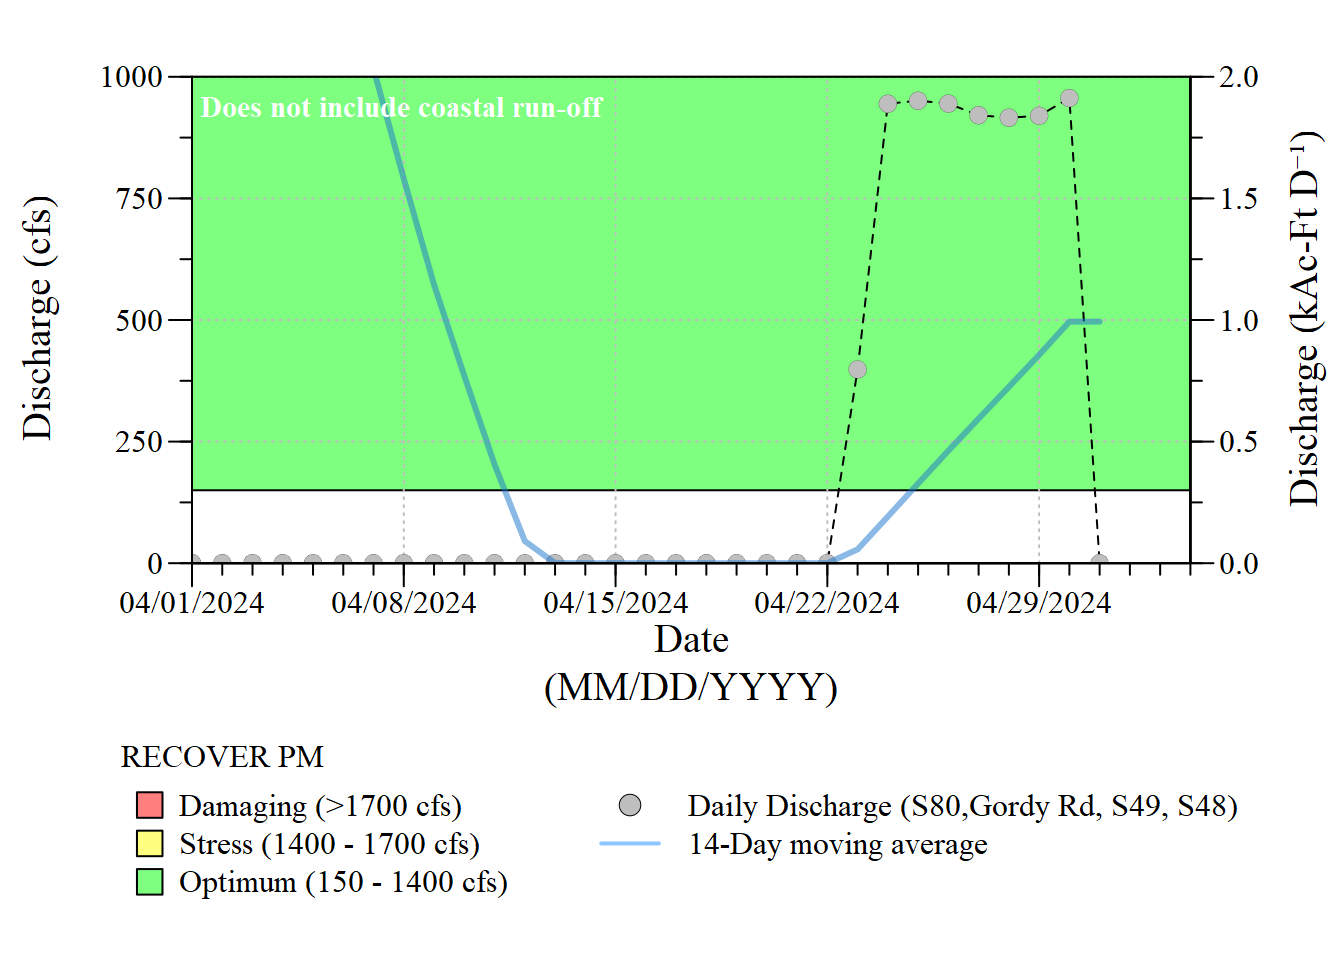 1000
750
500
250
0
Discharge (cfs)
Does not include coastal run-off
2.0
1.5
1.0
0.5
0.0
Discharge (kAc-Ft D⁻¹)
04/01/2024 04/08/2024 04/15/2024 04/22/2024 04/29/2024
Date
(MM/DD/YYYY)
RECOVER PM
Damaging (>1700 cfs)
Stress (1400 - 1700 cfs)
Optimum (150 - 1400 cfs)
Daily Discharge (S80,Gordy Rd, S49, S48)
14-Day moving average